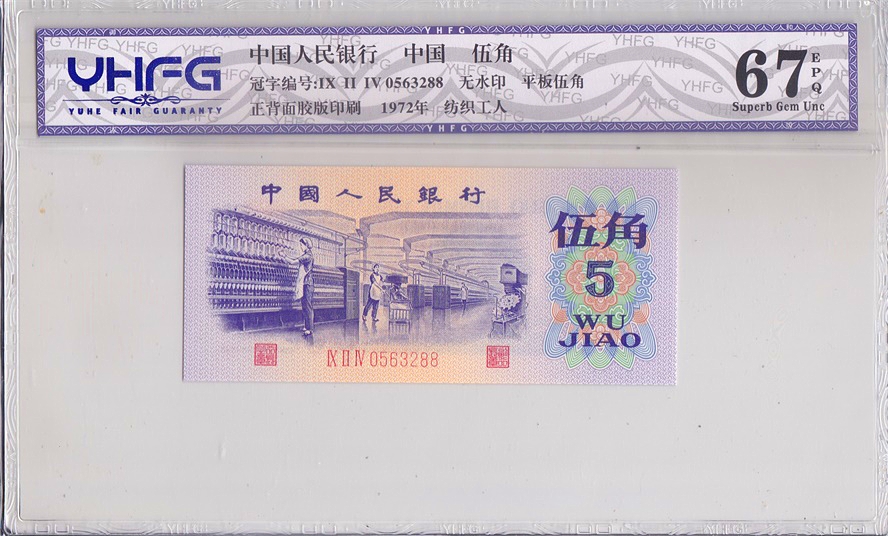 YHFG
YUHE FAIR GUARANTY
中国人民银行 中国 伍角
冠字编号:IX II IV 0563288 无水印 平板伍角
正背面胶版印刷 1972年 纺织工人
67 EPQ
Superb Gem Unc
YHFG
YHFG
中國人民銀行
伍角
5
WU
JIAO
IX II IV 0563288